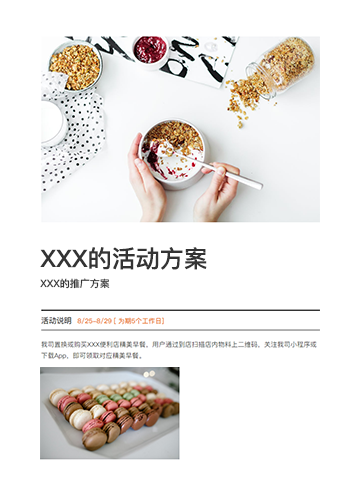 XXX的活动方案
XXX的推广方案
活动说明 8/25–8/29 [ 为期5个工作日]
我司置换或购买XXX便利店精美早餐，用户通过到店扫描店内物料上二维码，关注我司小程序或
下载App，即可领取对应精美早餐。